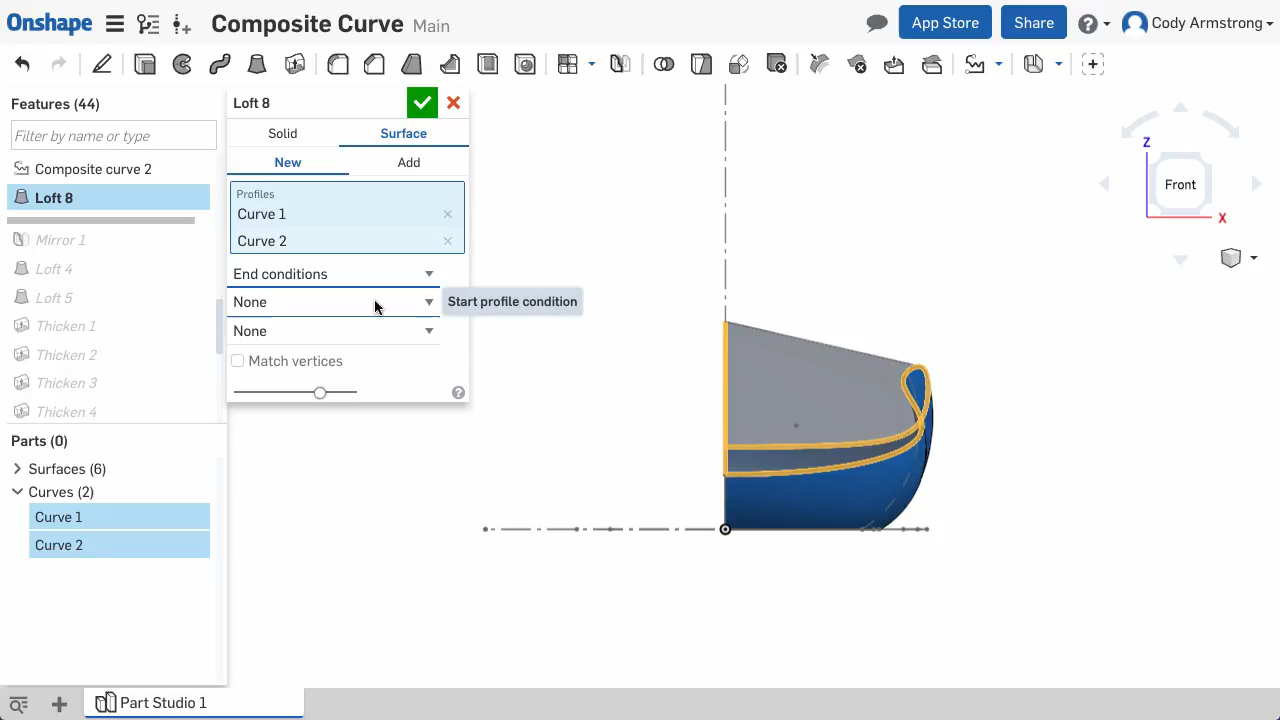 Onshape
Composite Curve Main
App Store
Share
Cody Armstrong
Features (44)
Filter by name or type
Composite curve 2
Loft 8
Mirror 1
Loft 4
Loft 5
Thicken 1
Thicken 2
Thicken 3
Thicken 4
Parts (0)
Surfaces (6)
Curves (2)
Curve 1
Curve 2
Loft 8
Solid
Surface
New
Add
Profiles
Curve 1
Curve 2
End conditions
None
Start profile condition
None
Match vertices
Z
Front
X
Part Studio 1